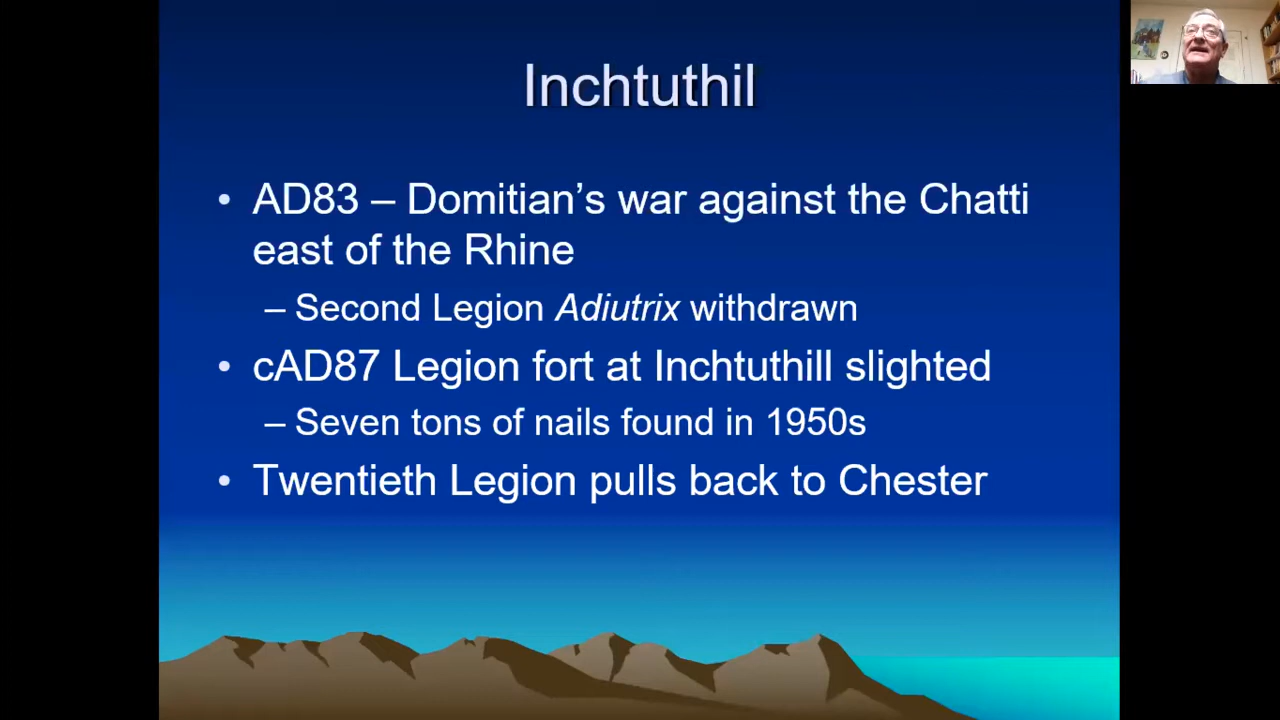 Inchtuthil
• AD83 – Domitian’s war against the Chatti
east of the Rhine
– Second Legion Adiutrix withdrawn
• cAD87 Legion fort at Inchtuthill slighted
– Seven tons of nails found in 1950s
• Twentieth Legion pulls back to Chester